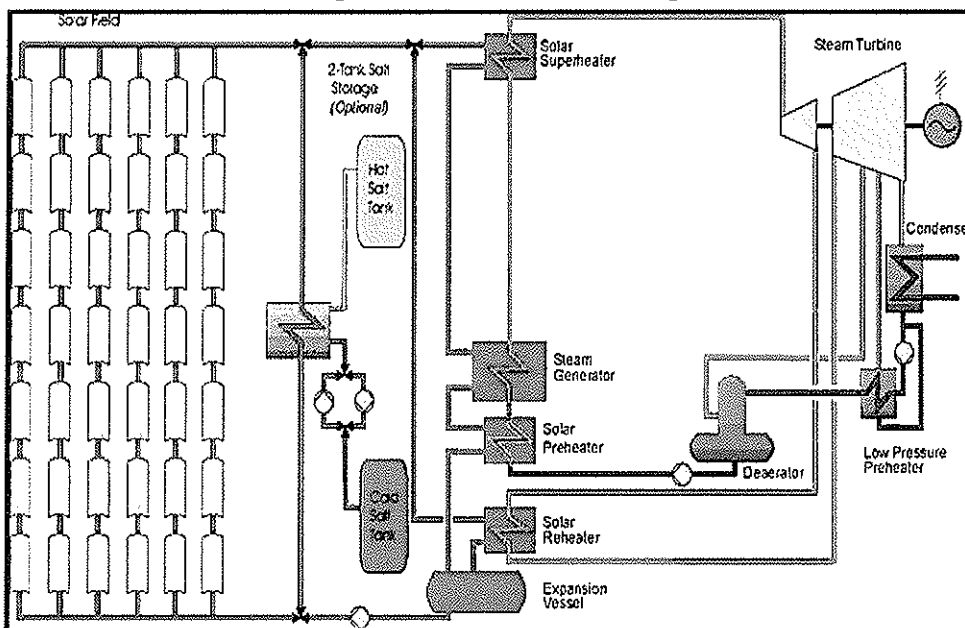 Solar Field
Solar
Superheater
Steam Turbine
2-Tank Salt
Storage
(Optional)
Hot
Salt
Tank
Condense
Steam
Generator
Solar
Preheater
Low Pressure
Preheater
Deaerator
Cold
Salt
Tank
Solar
Reheater
Expansion
Vessel